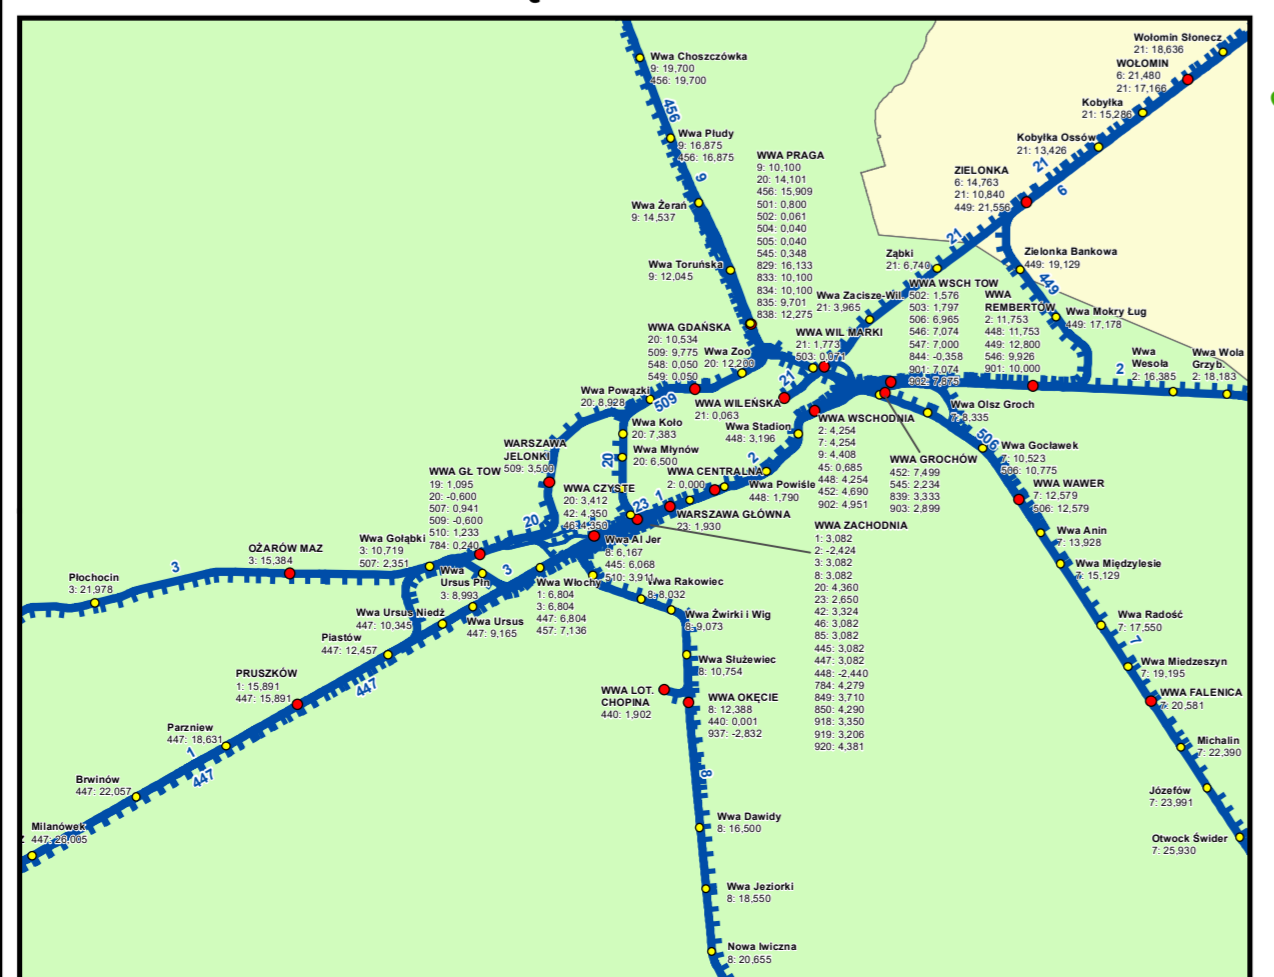 Wwa Choszczówka
9: 19,700
456: 19,700
456
Wwa Płudy
9: 16,875
456: 16,875
9
Wwa Żerań
9: 14,537
Wwa Toruńska
9: 12,045
WWA PRAGA
9: 10,100
20: 14,101
456: 15,909
501: 0,800
502: 0,061
504: 0,040
505: 0,040
545: 0,348
829: 16,133
833: 10,100
834: 10,100
835: 9,701
838: 12,275
Wołomin Słonecz
21: 18,636
WOŁOMIN
6: 21,480
21: 17,166
Kobyłka
21: 15,286
Kobyłka Ossów
21: 13,426
21
6
ZIELONKA
6: 14,763
21: 10,840
449: 21,556
21
Ząbki
21: 6,740
Zielonka Bankowa
449: 19,129
449
Wwa Mokry Ług
449: 17,178
Wwa Zacisze-Wil.
21: 3,965
WWA WSCH TOW
502: 1,576
503: 1,797
506: 6,965
546: 7,074
547: 7,000
844: -0,358
901: 7,074
902: 7,875
WWA
REMBERTÓW
2: 11,753
448: 11,753
449: 12,800
546: 9,926
901: 10,000
2
Wwa
Wesoła
2: 16,385
Wwa Wola
Grzyb.
2: 18,183
WWA GDAŃSKA
20: 10,534
509: 9,775
548: 0,050
549: 0,050
Wwa Zoo
20: 12,200
WWA WIL MARKI
21: 1,773
503: 0,071
21
WWA WILEŃSKA
21: 0,063
Wwa Powązki
20: 8,928
509
Wwa Koło
20: 7,383
Wwa Młynów
20: 6,500
20
Wwa Stadion
448: 3,196
2
WWA WSCHODNIA
2: 4,254
7: 4,254
9: 4,408
45: 0,685
448: 4,254
452: 4,690
902: 4,951
Wwa Olsz Groch
7: 8,335
506
Wwa Gocławek
7: 10,523
506: 10,775
WWA GROCHÓW
452: 7,499
545: 2,234
839: 3,333
903: 2,899
WWA WAWER
7: 12,579
506: 12,579
Wwa Anin
7: 13,928
Wwa Międzylesie
7: 15,129
Wwa Radość
7: 17,550
7
Wwa Miedzeszyn
7: 19,195
WWA FALENICA
7: 20,581
Michalin
7: 22,390
Józefów
7: 23,991
Otwock Świder
7: 25,930
WARSZAWA
JELONKI
509: 3,500
WWA GŁ TOW
19: 1,095
20: -0,600
507: 0,941
509: -0,600
510: 1,233
784: 0,240
20
WWA CZYSTE
20: 3,412
42: 4,350
46: 4,350
WWA CENTRALNA
2: 0,000
Wwa Powiśle
448: 1,790
23
1
WARSZAWA GŁÓWNA
23: 1,930
WWA ZACHODNIA
1: 3,082
2: -2,424
3: 3,082
8: 3,082
20: 4,360
23: 2,650
42: 3,324
46: 3,082
85: 3,082
445: 3,082
447: 3,082
448: -2,440
784: 4,279
849: 3,710
850: 4,290
918: 3,350
919: 3,206
920: 4,381
Wwa Al Jer
8: 6,167
445: 6,068
510: 3,911
Wwa Rakowiec
8: 8,032
Wwa Żwirki i Wig
8: 9,073
Wwa Służewiec
8: 10,754
WWA LOT.
CHOPINA
440: 1,902
WWA OKĘCIE
8: 12,388
440: 0,001
937: -2,832
8
Wwa Dawidy
8: 16,500
Wwa Jeziorki
8: 18,550
Nowa Iwiczna
8: 20,655
Wwa Gołąbki
3: 10,719
507: 2,351
OŻARÓW MAZ
3: 15,384
3
Płochocin
3: 21,978
Wwa
Ursus Płn
3: 8,993
3
Wwa Włochy
1: 6,804
3: 6,804
447: 6,804
457: 7,136
Wwa Ursus Niedź
447: 10,345
Wwa Ursus
447: 9,165
Piastów
447: 12,457
447
PRUSZKÓW
1: 15,891
447: 15,891
Parzniew
447: 18,631
1
447
Brwinów
447: 22,057
Milanówek
447: 26,005